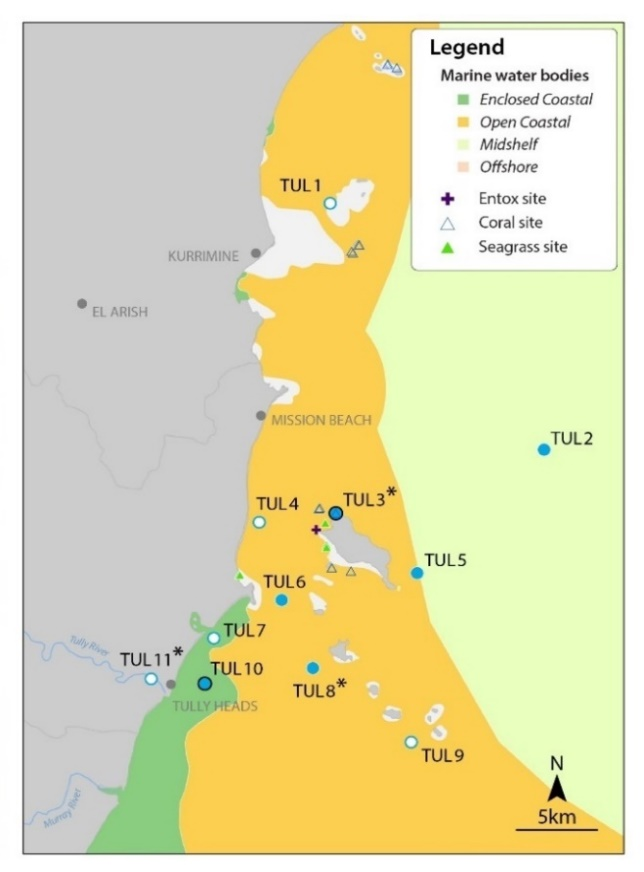 Legend
Marine water bodies
Enclosed Coastal
Open Coastal
Midshelf
Offshore
Entox site
Coral site
Seagrass site
TUL1
KURRIMINE
EL ARISH
MISSION BEACH
TUL2
TUL3*
TUL4
TUL5
TUL6
TUL7
Tully River
TUL11*
TUL10
TUL8*
TULLY HEADS
TUL9
N
5km
Murray River